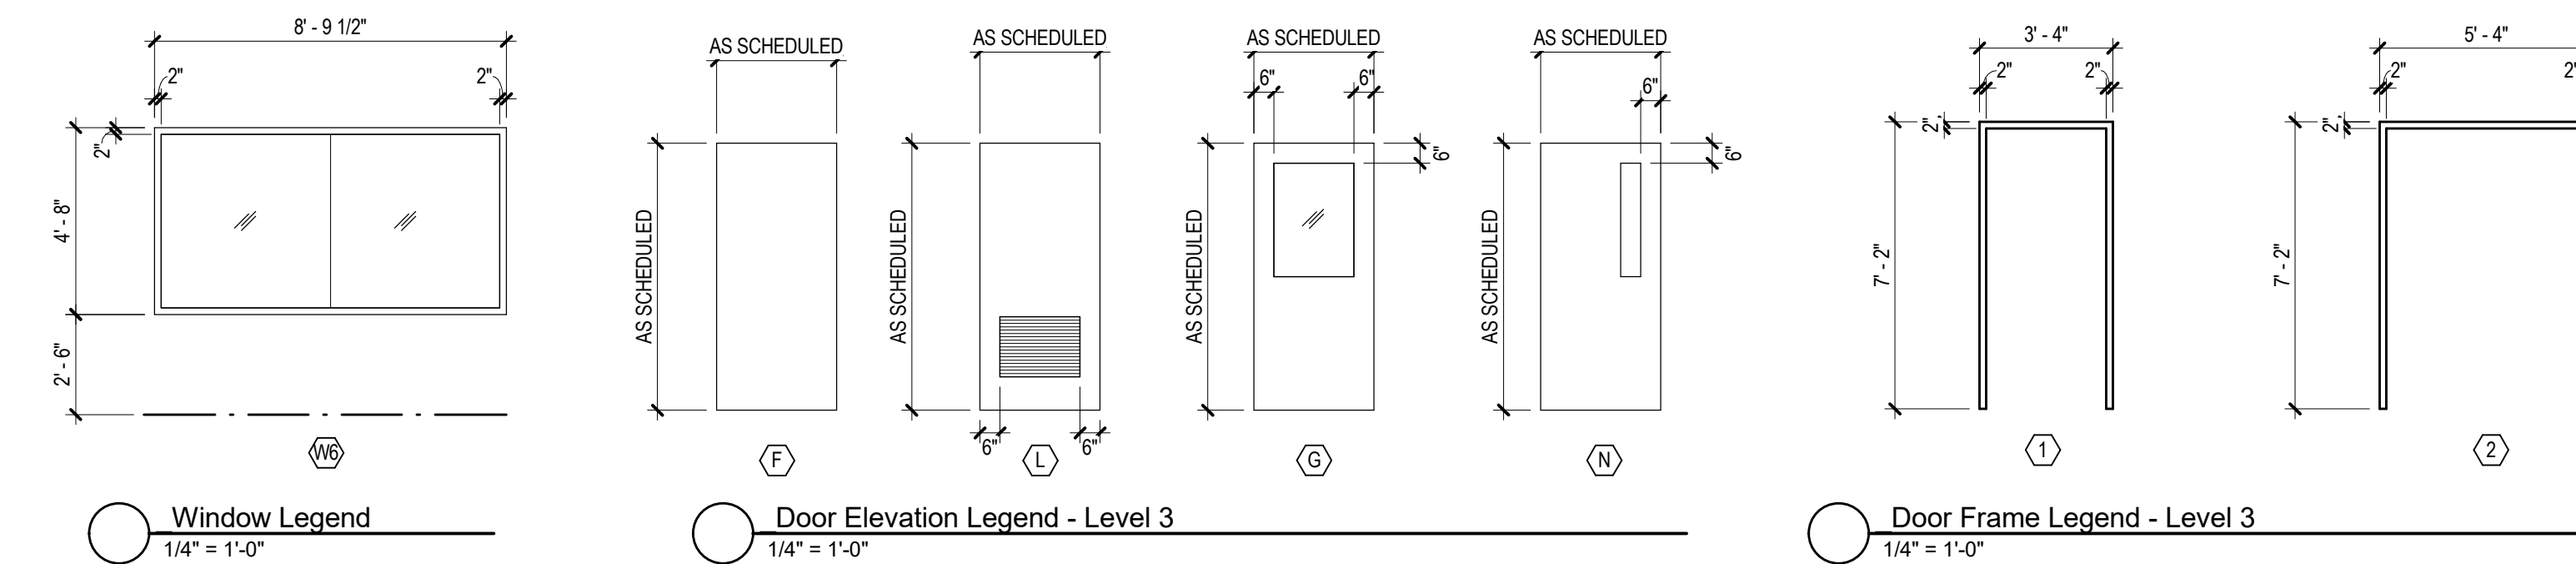 8' - 9 1/2"
2"
2"
2"
4' - 8"
2' - 6"
W6
Window Legend
1/4" = 1'-0"
AS SCHEDULED
AS SCHEDULED
F
AS SCHEDULED
AS SCHEDULED
6"
6"
L
AS SCHEDULED
6"
6"
6"
AS SCHEDULED
G
AS SCHEDULED
6"
6"
AS SCHEDULED
N
Door Elevation Legend - Level 3
1/4" = 1'-0"
3' - 4"
2"
2"
2"
7' - 2"
1
5' - 4"
2"
2"
2"
7' - 2"
2
Door Frame Legend - Level 3
1/4" = 1'-0"